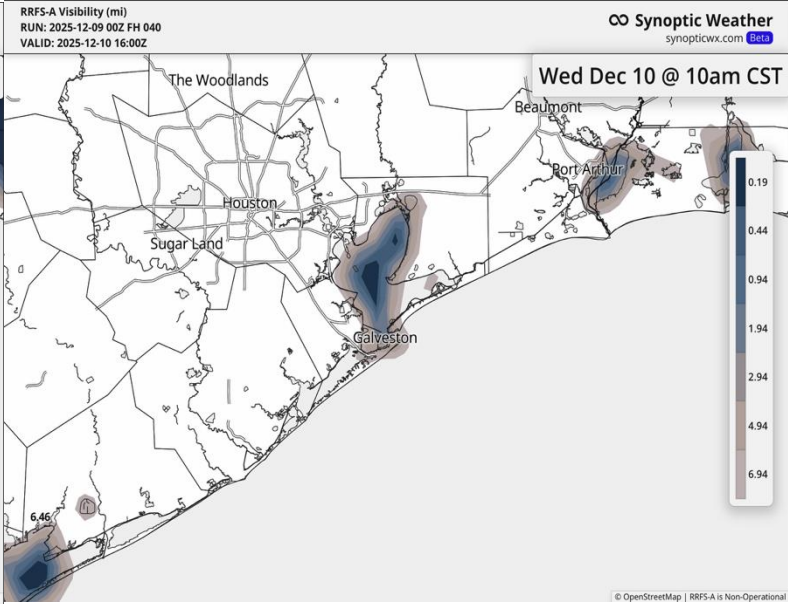 RRFS-A Visibility (mi)
RUN: 2025-12-09 00Z FH 040
VALID: 2025-12-10 16:00Z
Synoptic Weather
synopticwx.com Beta
Wed Dec 10 @ 10am CST
The Woodlands
Beaumont
Port Arthur
Houston
Sugar Land
Galveston
0.19
0.44
0.94
1.94
2.94
4.94
6.94
6.46
© OpenStreetMap | RRFS-A is Non-Operational